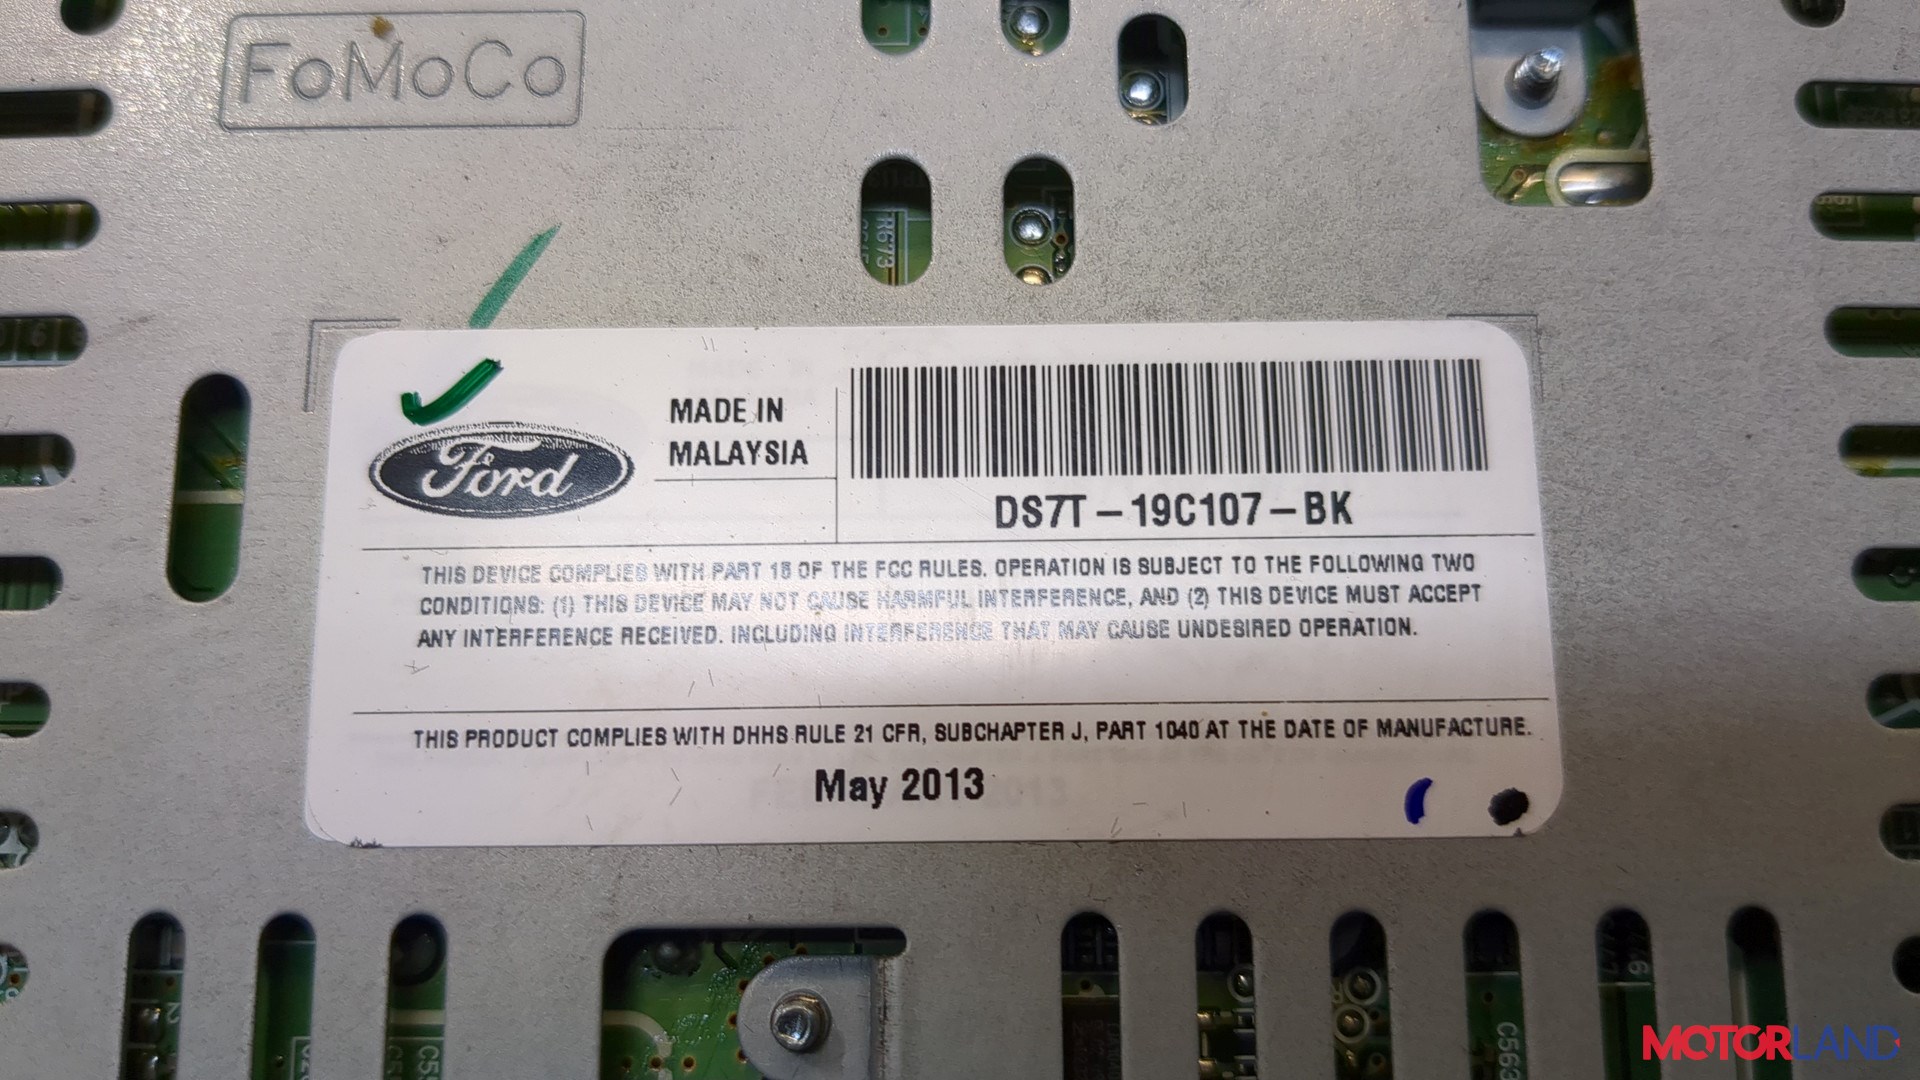 FoMoCo
R673
Ford
MADE IN
MALAYSIA
DS7T-19C107-BK
THIS DEVICE COMPLIES WITH PART 15 OF THE FCC RULES. OPERATION IS SUBJECT TO THE FOLLOWING TWO
CONDITIONS: (1) THIS DEVICE MAY NOT CAUSE HARMFUL INTERFERENCE, AND (2) THIS DEVICE MUST ACCEPT
ANY INTERFERENCE RECEIVED. INCLUDING INTERFERENCE THAT MAY CAUSE UNDESIRED OPERATION.
THIS PRODUCT COMPLIES WITH DHHS RULE 21 CFR, SUBCHAPTER J, PART 1040 AT THE DATE OF MANUFACTURE.
May 2013
C563
MOTORLAND